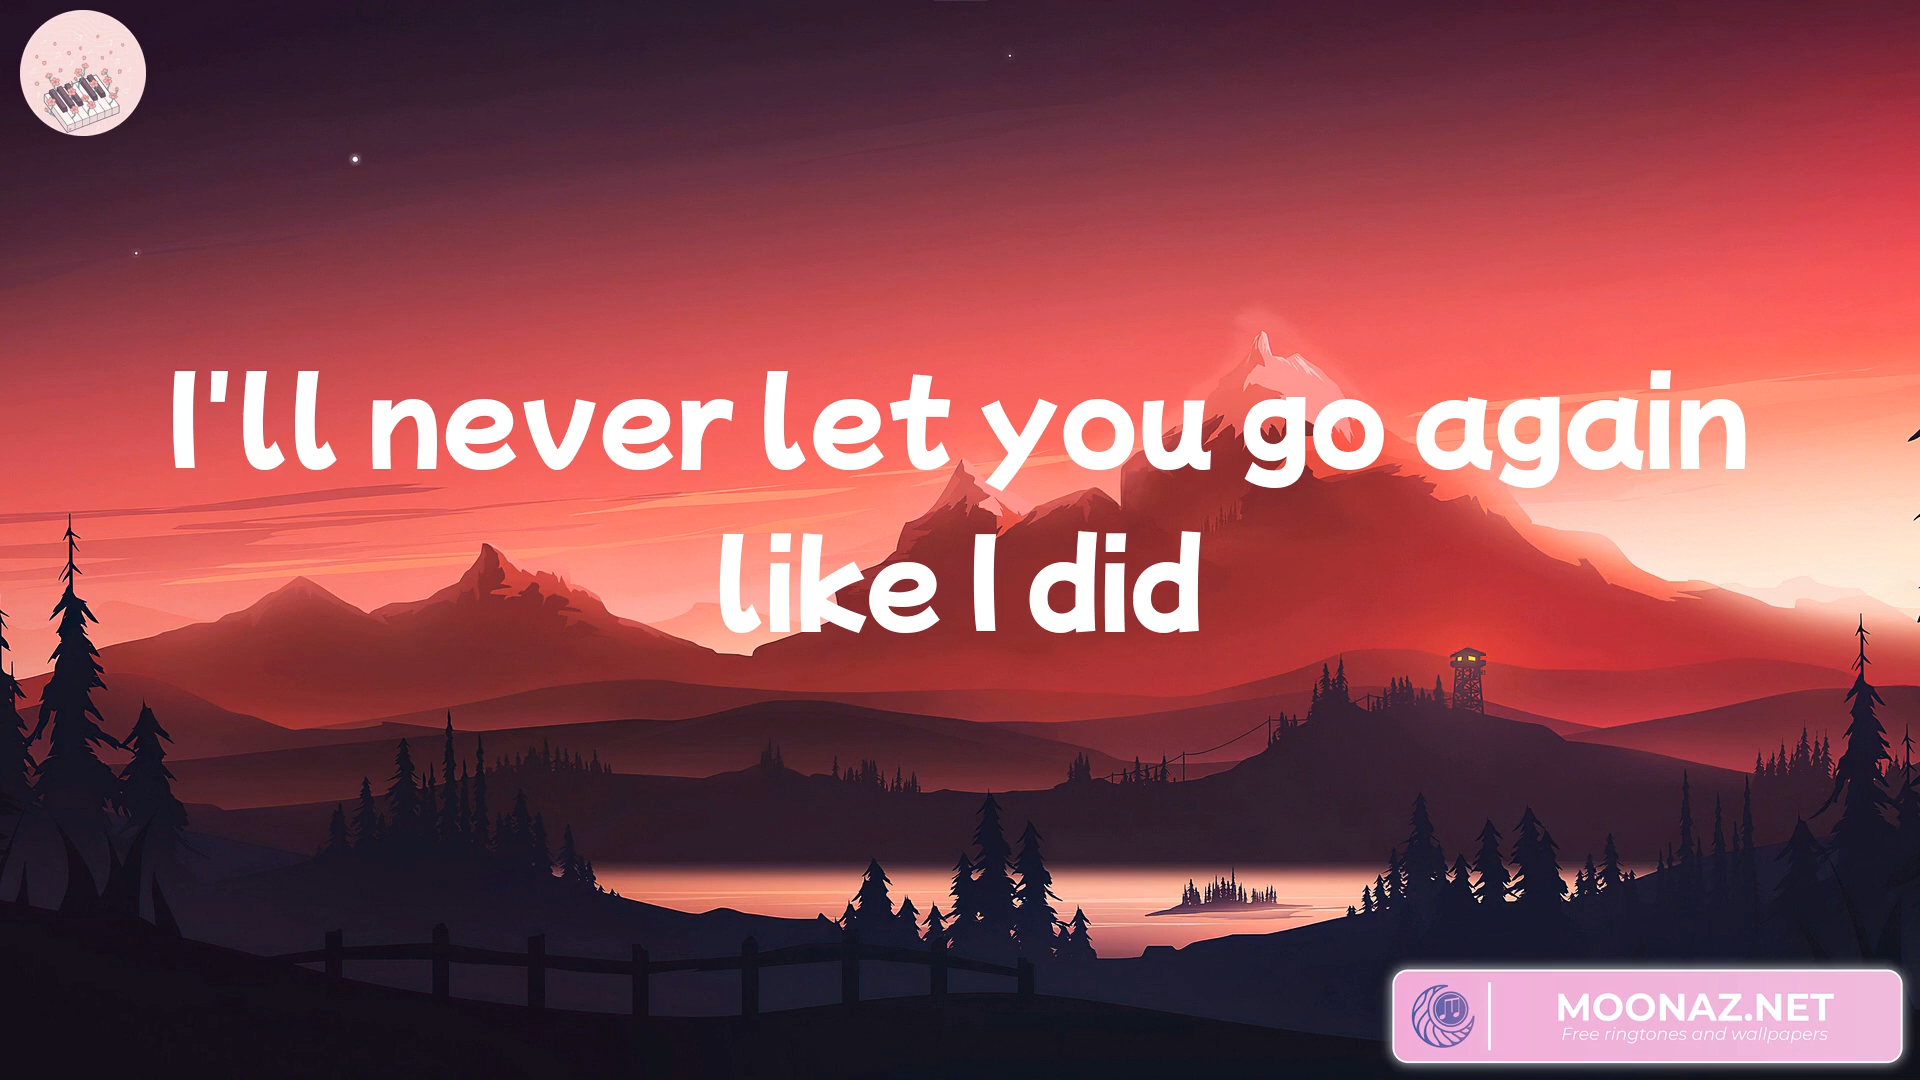 I'll never let you go again
like I did
MOONAZ.NET
Free ringtones and wallpapers